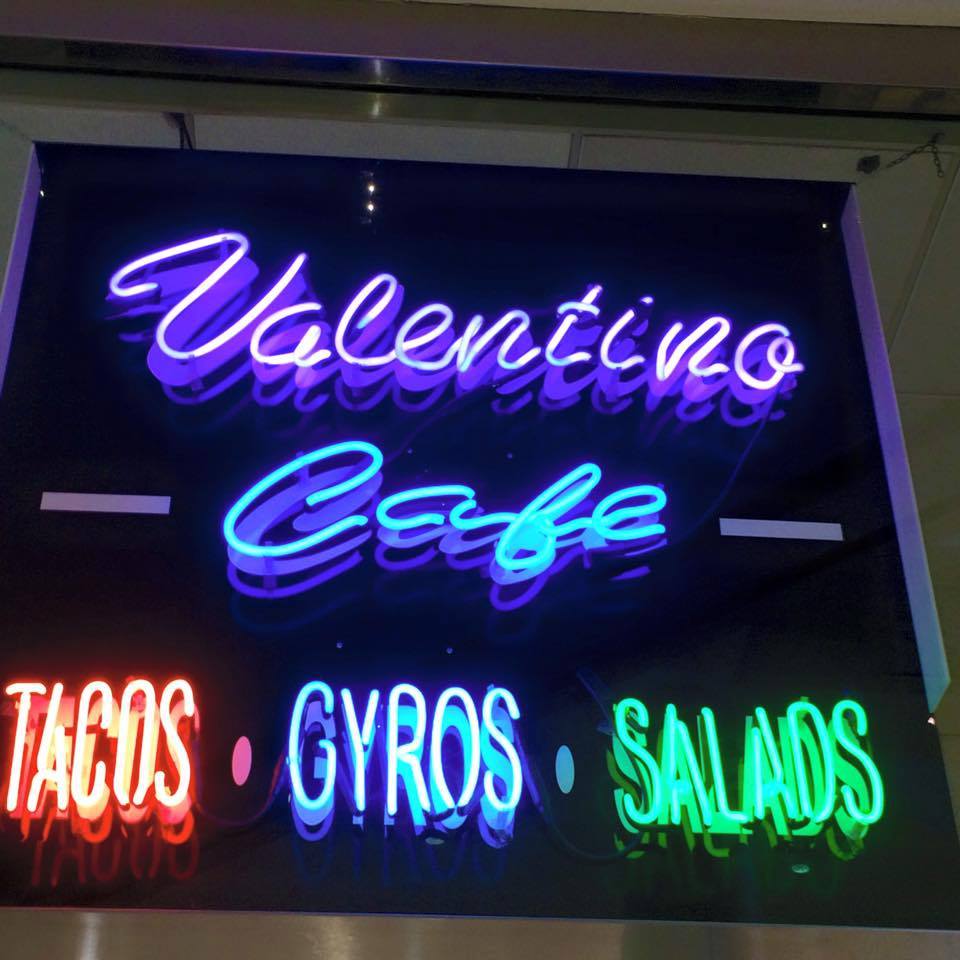 Valentino
Cafe
TACOS GYROS SALADS